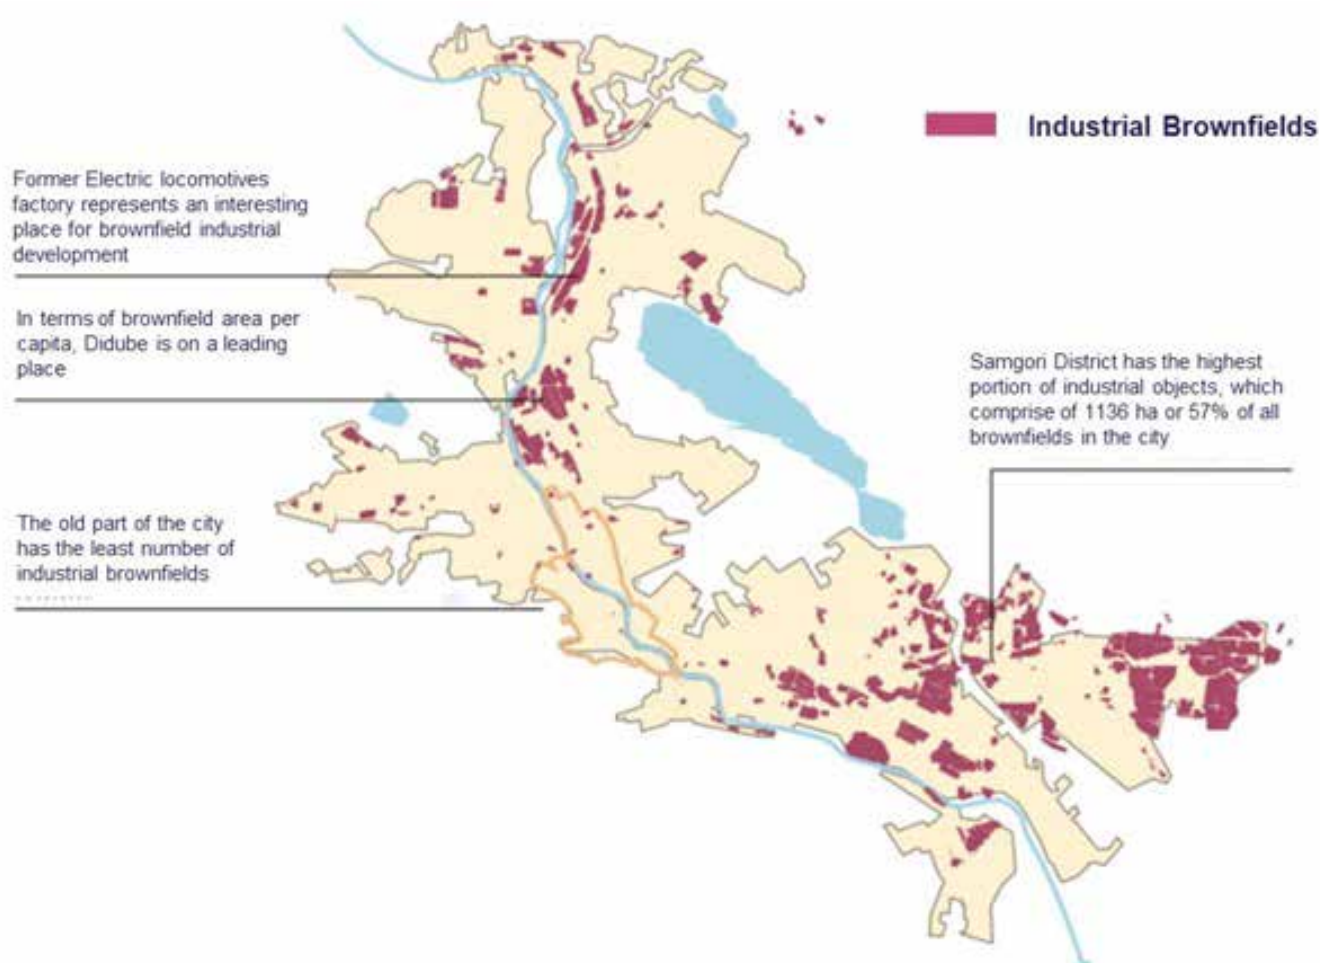 Industrial Brownfields
Former Electric locomotives
factory represents an interesting
place for brownfield industrial
development
In terms of brownfield area per
capita, Didube is on a leading
place
Samgori District has the highest
portion of industrial objects, which
comprise of 1136 ha or 57% of all
brownfields in the city
The old part of the city
has the least number of
industrial brownfields